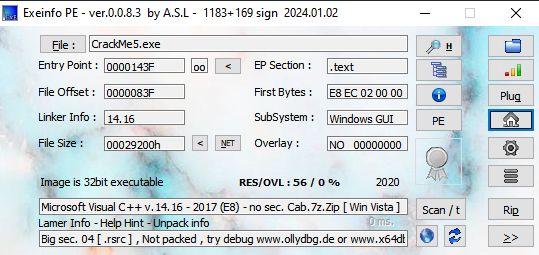 Exeinfo PE - ver.0.0.8.3 by A.S.L - 1183+169 sign 2024.01.02
File : CrackMe5.exe H
Entry Point : 0000143F oo < EP Section : .text
File Offset : 0000083F First Bytes : E8 EC 02 00 00
Plug
Linker Info : 14.16 SubSystem : Windows GUI PE
File Size : 00029200h < NET Overlay : NO 00000000
Image is 32bit executable RES/OVL : 56 / 0 % 2020
Microsoft Visual C++ v.14.16 - 2017 (E8) - no sec. Cab.7z.Zip [ Win Vista ] Scan / t Rip
Lamer Info - Help Hint - Unpack info 0 ms.
Big sec. 04 [ .rsrc ] , Not packed , try debug www.ollydbg.de or www.x64dt >>